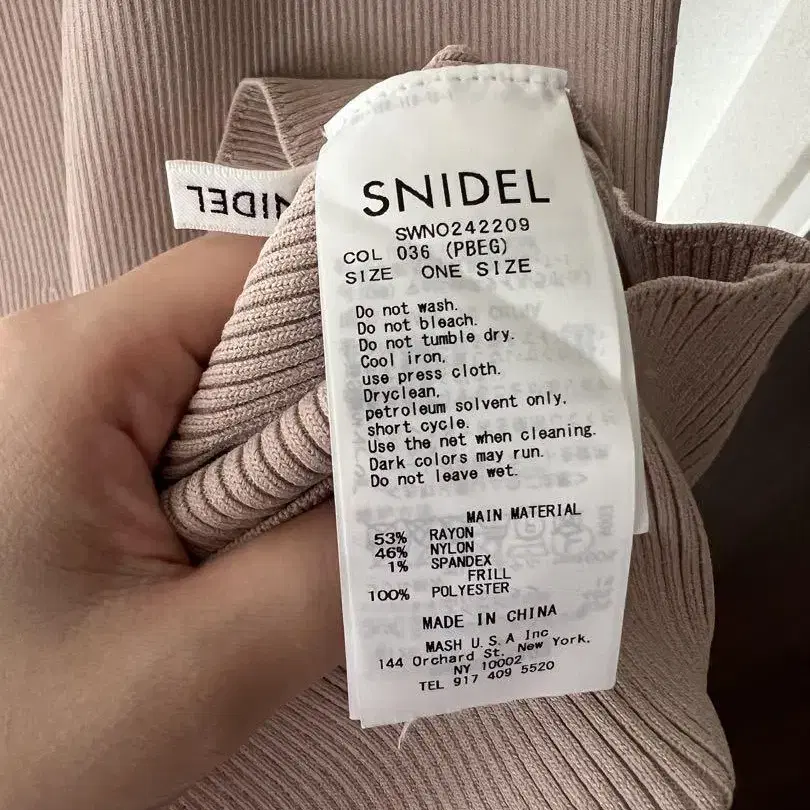 SNIDEL
SNIDEL
SWNO242209
COL 036 (PBEG)
SIZE ONE SIZE
Do not wash.
Do not bleach.
Do not tumble dry.
Cool iron,
use press cloth.
Dryclean,
petroleum solvent only,
short cycle.
Use the net when cleaning.
Dark colors may run.
Do not leave wet.
MAIN MATERIAL
53% RAYON
46% NYLON
1% SPANDEX
FRILL
100% POLYESTER
MADE IN CHINA
MASH U.S.A Inc
144 Orchard St, New York,
NY 10002
TEL 917 409 5520